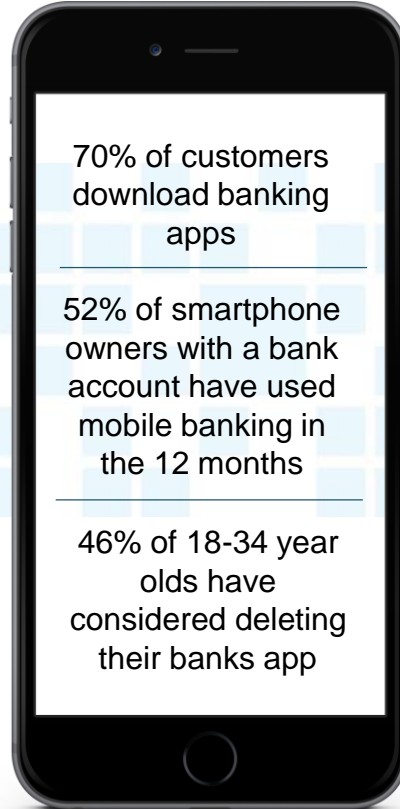 70% of customers
download banking
apps
52% of smartphone
owners with a bank
account have used
mobile banking in
the 12 months
46% of 18-34 year
olds have
considered deleting
their banks app